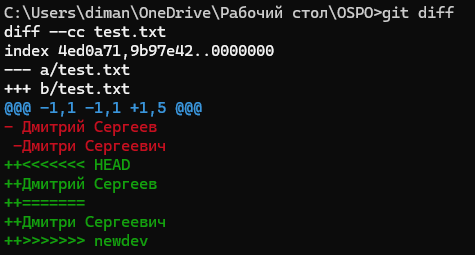 C:\Users\diman\OneDrive\Рабочий стол\OSPO>git diff
diff --cc test.txt
index 4ed0a71,9b97e42..0000000
--- a/test.txt
+++ b/test.txt
@@@ -1,1 -1,1 +1,5 @@@
- Дмитрий Сергеев
 -Дмитри Сергеевич
++<<<<<<< HEAD
++Дмитрий Сергеев
++=======
++Дмитри Сергеевич
++>>>>>>> newdev